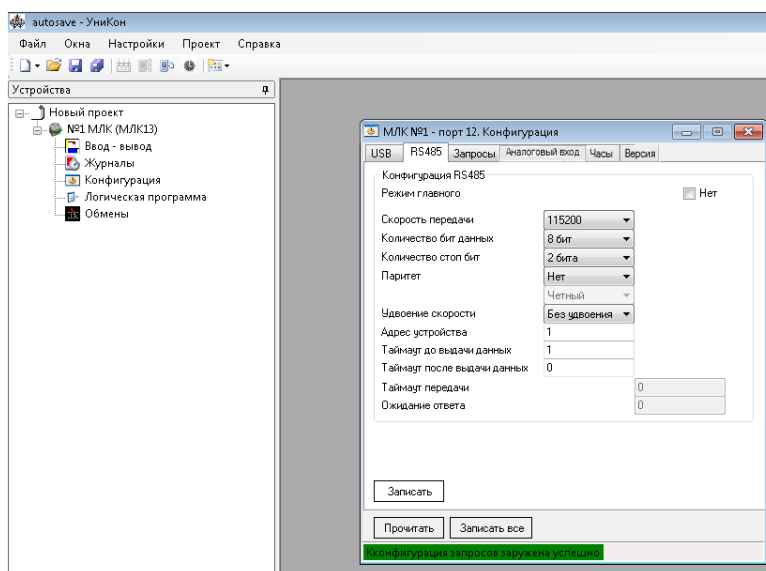 autosave - УниКон
Файл Окна Настройки Проект Справка
Устройства
Новый проект
№1 МЛК (МЛК13)
Ввод - вывод
Журналы
Конфигурация
Логическая программа
Обмены
МЛК №1 - порт 12. Конфигурация
USB RS485 Запросы Аналоговый вход Часы Версия
Конфигурация RS485
Режим главного Нет
Скорость передачи 115200
Количество бит данных 8 бит
Количество стоп бит 2 бита
Паритет Нет
Четный
Удвоение скорости Без удвоения
Адрес устройства 1
Таймаут до выдачи данных 1
Таймаут после выдачи данных 0
Таймаут передачи 0
Ожидание ответа 0
Записать
Прочитать Записать все
Кконфигурация запросов заружена успешно